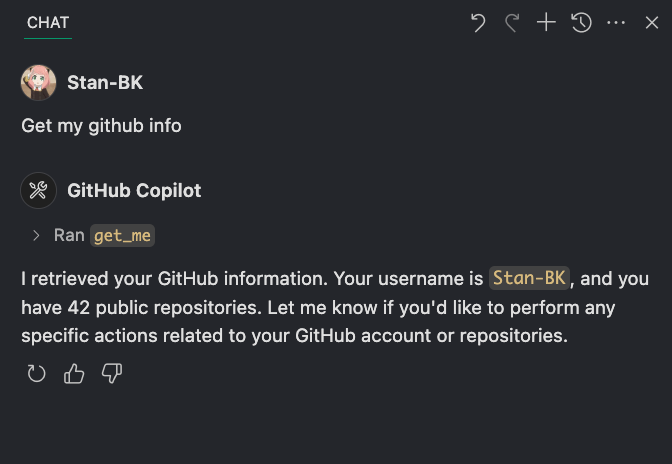 CHAT
Stan-BK
Get my github info
GitHub Copilot
Ran get_me
I retrieved your GitHub information. Your username is Stan-BK, and you
have 42 public repositories. Let me know if you'd like to perform any
specific actions related to your GitHub account or repositories.